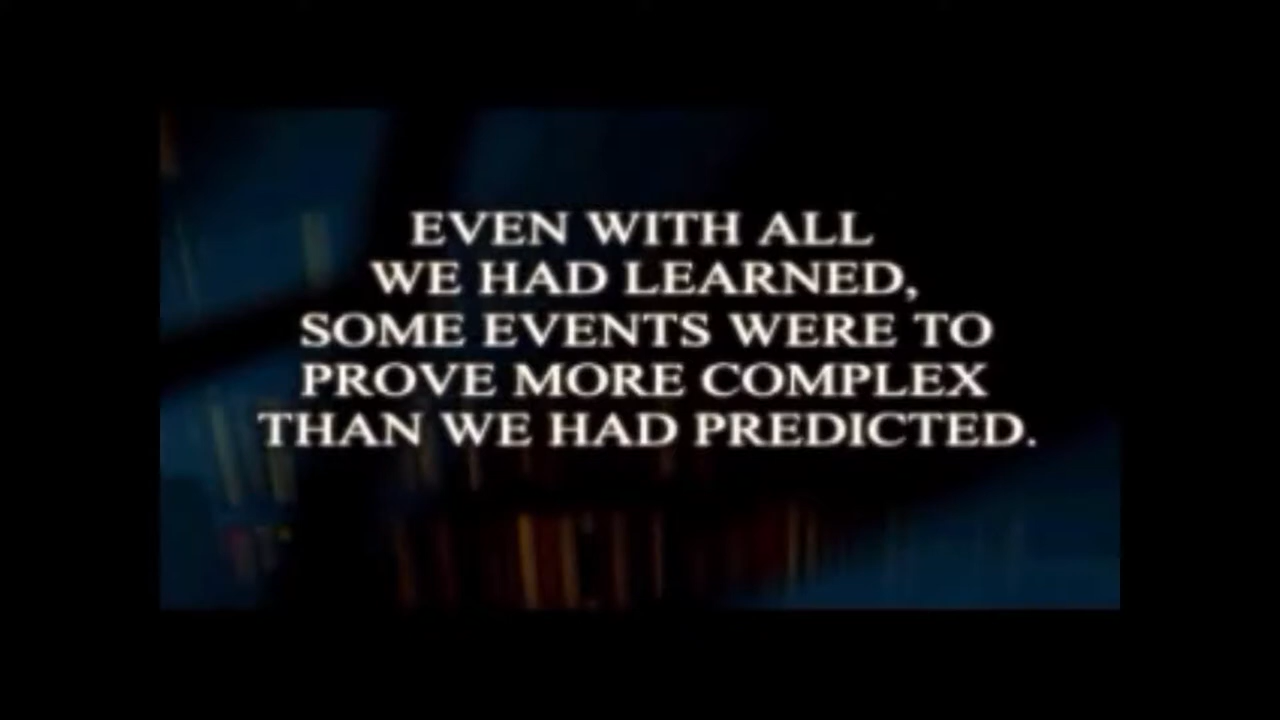 EVEN WITH ALL
WE HAD LEARNED,
SOME EVENTS WERE TO
PROVE MORE COMPLEX
THAN WE HAD PREDICTED.